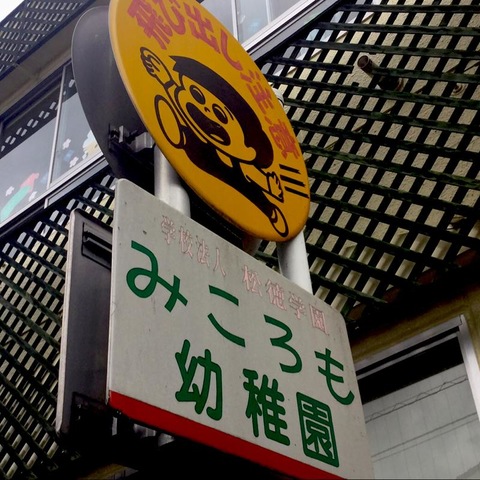 飛び出し注意
学校法人 松徳学園
みころも
幼稚園